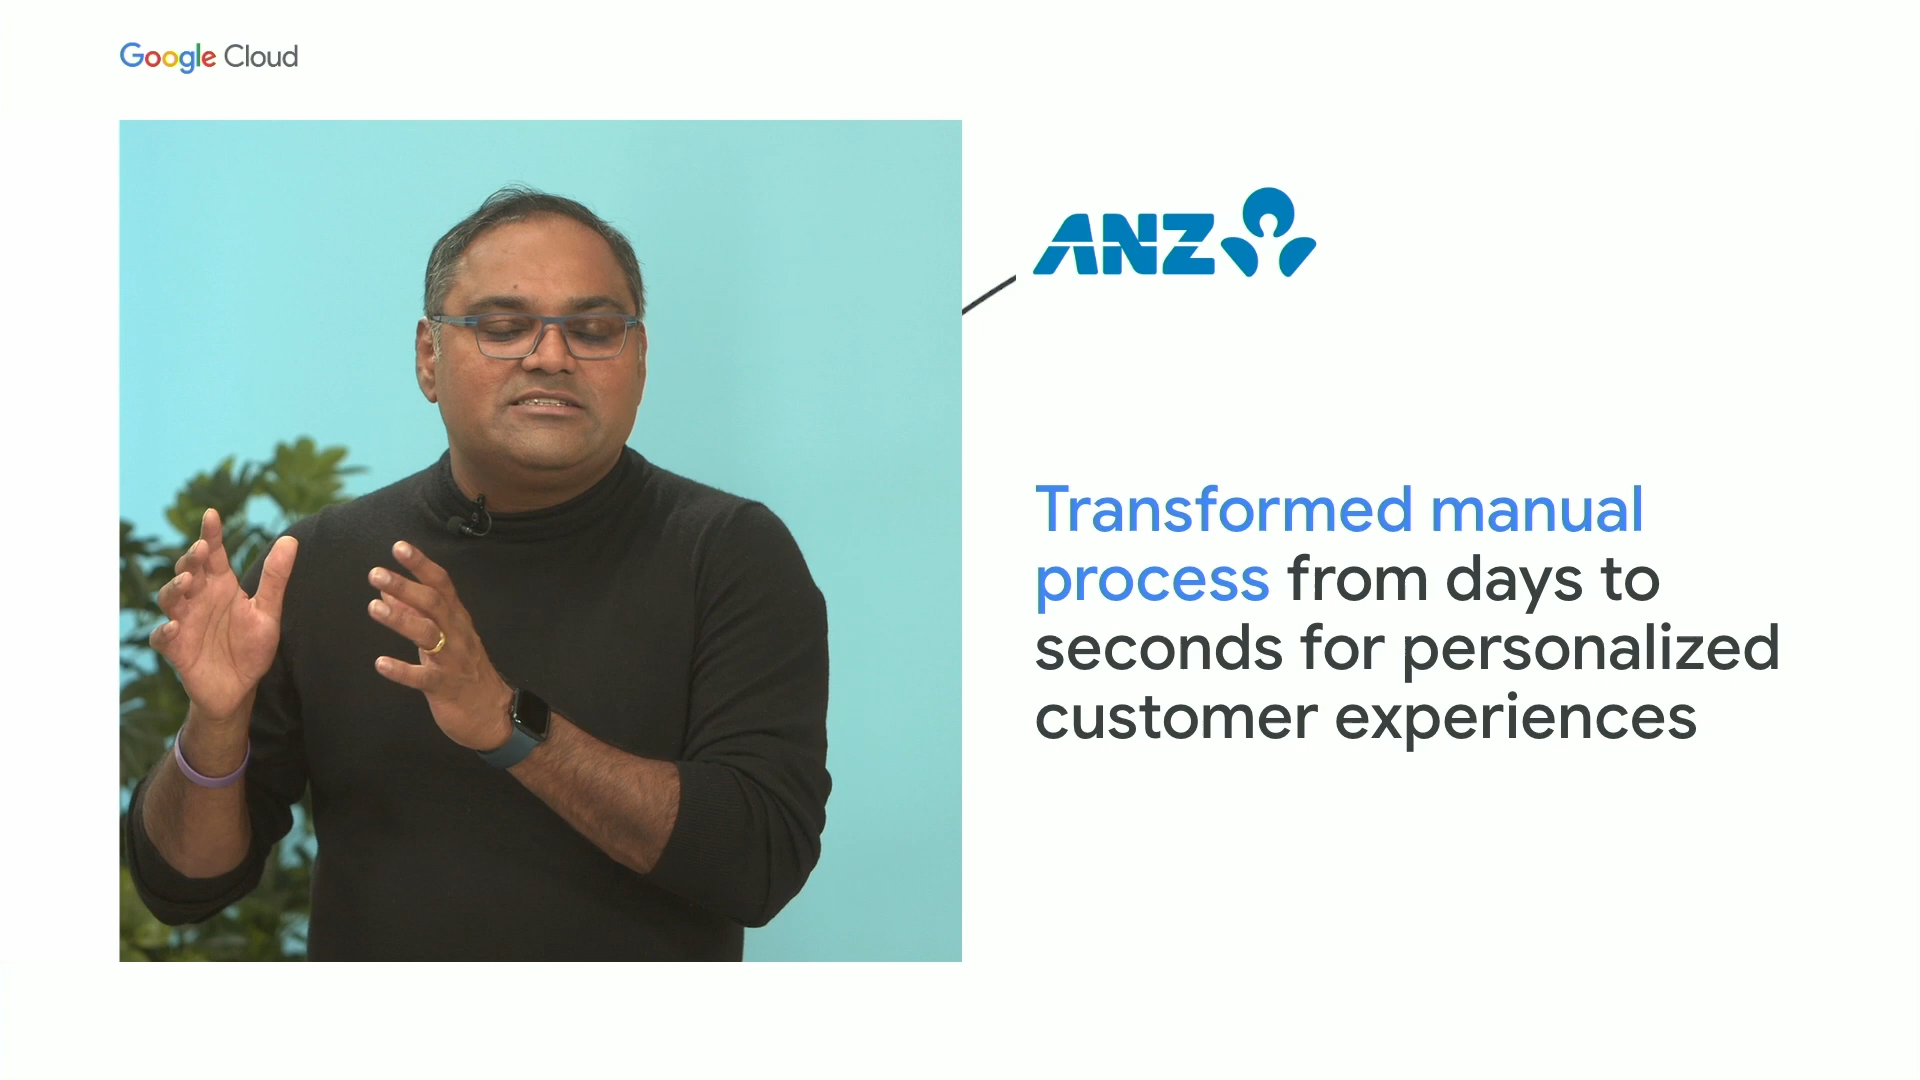 Google Cloud
ANZ
Transformed manual
process from days to
seconds for personalized
customer experiences